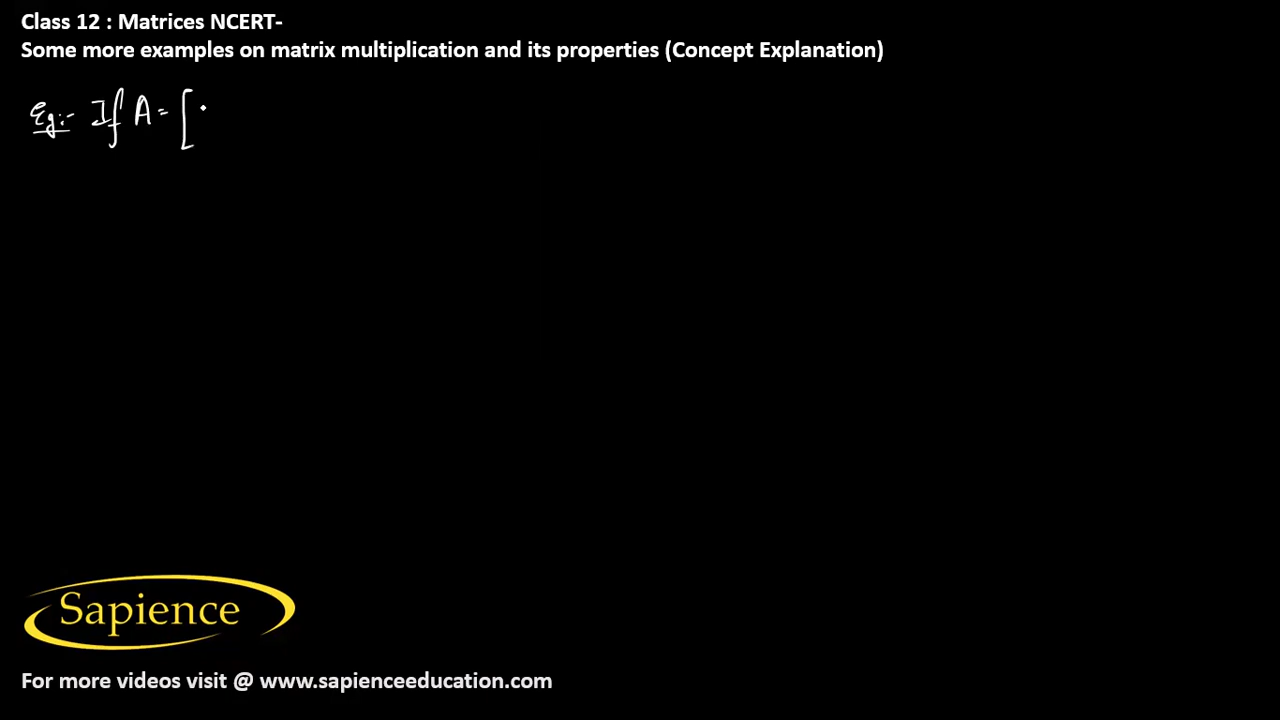 Class 12 : Matrices NCERT-
Some more examples on matrix multiplication and its properties (Concept Explanation)
Eg:- If A = [
Sapience
For more videos visit @ www.sapienceeducation.com